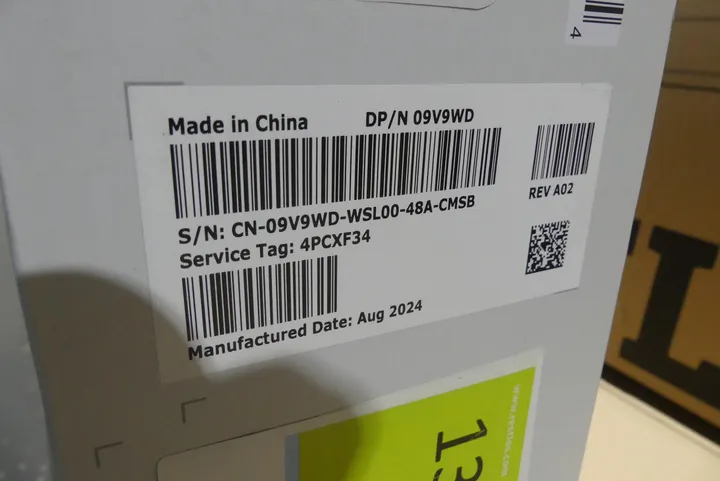 4
Made in China DP/N 09V9WD
S/N: CN-09V9WD-WSL00-48A-CMSB
REV A02
Service Tag: 4PCXF34
Manufactured Date: Aug 2024
13
L